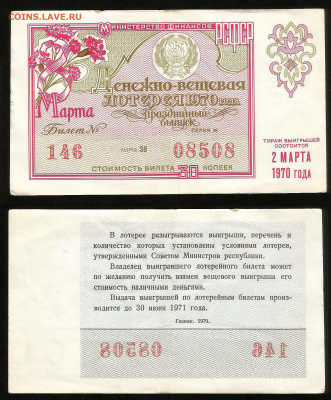 COINS.LAVE.RU
МИНИСТЕРСТВО ФИНАНСОВ РСФСР
8 Марта
Денежно-вещевая
ЛОТЕРЕЯ 1970 года
Праздничный
выпуск
Билет № СЕРИЯ №
146 РАЗРЯД 38 08508
СТОИМОСТЬ БИЛЕТА 30 КОПЕЕК
ТИРАЖ ВЫИГРЫШЕЙ
СОСТОИТСЯ
2 МАРТА
1970 ГОДА
В лотерее разыгрываются выигрыши, перечень и
количество которых установлены условиями лотереи,
утвержденными Советом Министров республики.
Владелец выигравшего лотерейного билета может
по желанию получить взамен вещевого выигрыша его
стоимость наличными деньгами.
Выдача выигрышей по лотерейным билетам произво-
дится до 30 июня 1971 года.
Гознак. 1970.
08508 146